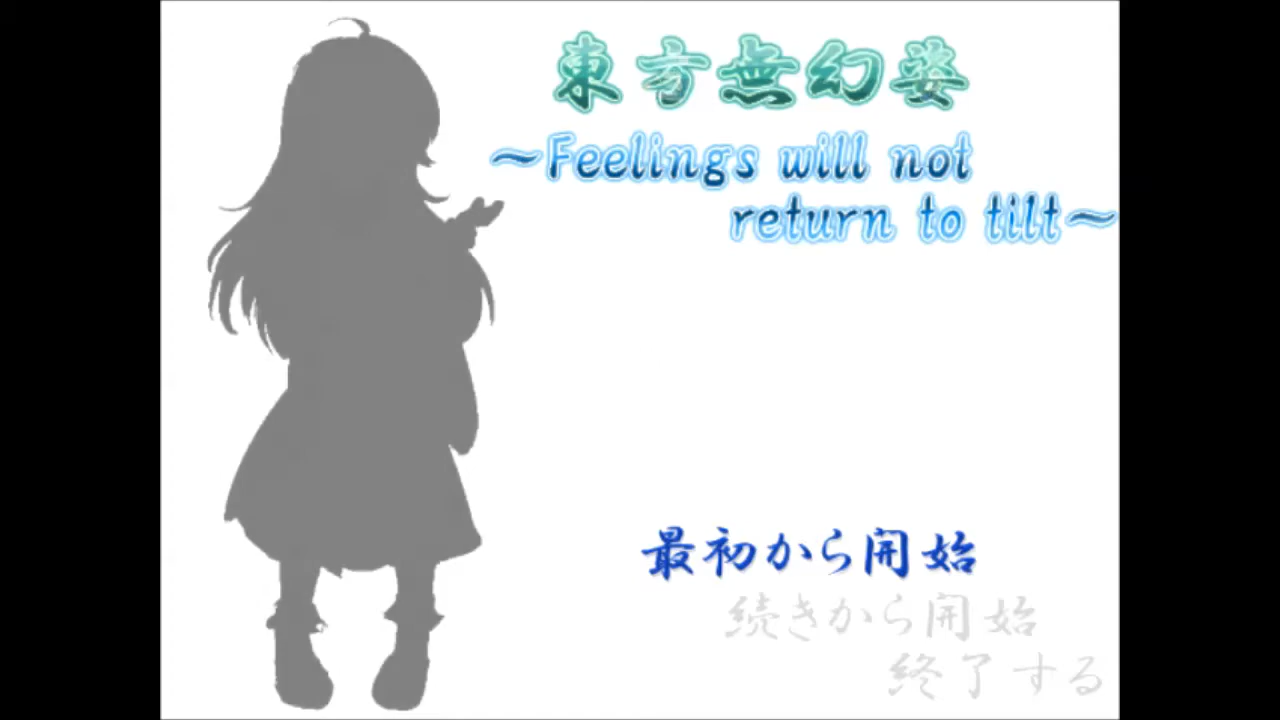 東方無幻姿
～Feelings will not
return to tilt～
最初から開始
続きから開始
終了する